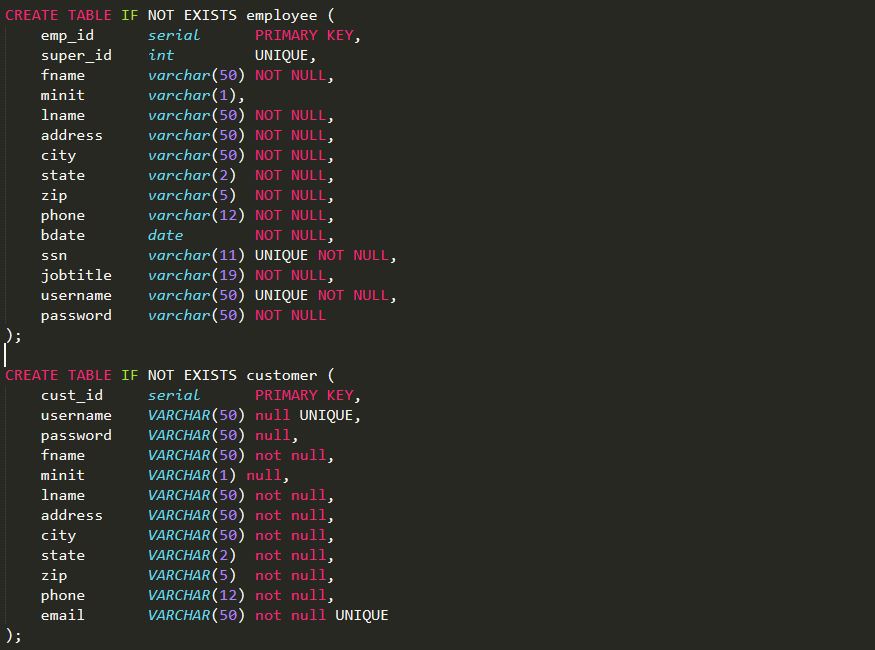 CREATE TABLE IF NOT EXISTS employee (
    emp_id      serial      PRIMARY KEY,
    super_id    int         UNIQUE,
    fname       varchar(50) NOT NULL,
    minit       varchar(1),
    lname       varchar(50) NOT NULL,
    address     varchar(50) NOT NULL,
    city        varchar(50) NOT NULL,
    state       varchar(2)  NOT NULL,
    zip         varchar(5)  NOT NULL,
    phone       varchar(12) NOT NULL,
    bdate       date        NOT NULL,
    ssn         varchar(11) UNIQUE NOT NULL,
    jobtitle    varchar(19) NOT NULL,
    username    varchar(50) UNIQUE NOT NULL,
    password    varchar(50) NOT NULL
);
CREATE TABLE IF NOT EXISTS customer (
    cust_id     serial      PRIMARY KEY,
    username    VARCHAR(50) null UNIQUE,
    password    VARCHAR(50) null,
    fname       VARCHAR(50) not null,
    minit       VARCHAR(1) null,
    lname       VARCHAR(50) not null,
    address     VARCHAR(50) not null,
    city        VARCHAR(50) not null,
    state       VARCHAR(2)  not null,
    zip         VARCHAR(5)  not null,
    phone       VARCHAR(12) not null,
    email       VARCHAR(50) not null UNIQUE
);